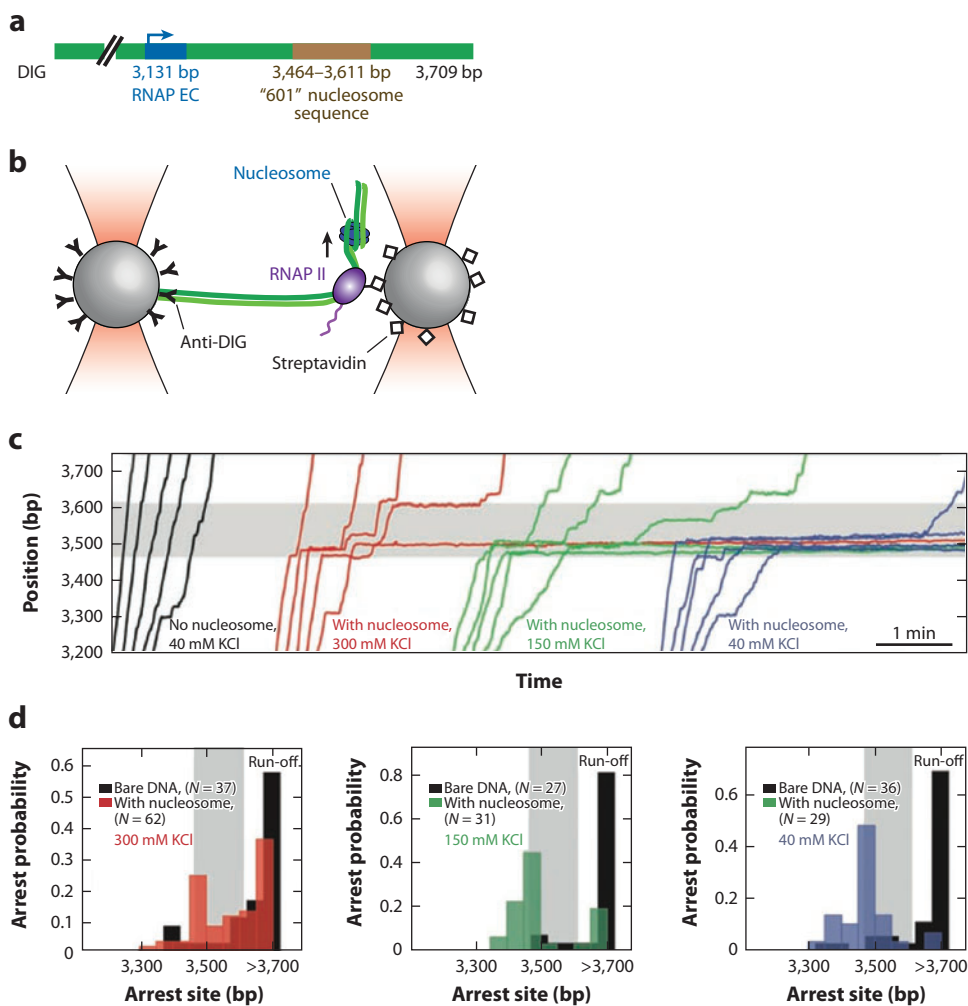 a
DIG
3,131 bp
RNAP EC
3,464–3,611 bp
"601" nucleosome
sequence
3,709 bp
b
Nucleosome
RNAP II
Anti-DIG
Streptavidin
c
Position (bp)
3,700
3,600
3,500
3,400
3,300
3,200
No nucleosome,
40 mM KCl
With nucleosome,
300 mM KCl
With nucleosome,
150 mM KCl
With nucleosome,
40 mM KCl
1 min
Time
d
Arrest probability
0.6
0.5
0.4
0.3
0.2
0.1
0
Run-off
Bare DNA, (N = 37)
With nucleosome,
(N = 62)
300 mM KCl
3,300
3,500
>3,700
Arrest site (bp)
Arrest probability
0.8
0.6
0.4
0.2
0
Run-off
Bare DNA, (N = 27)
With nucleosome,
(N = 31)
150 mM KCl
3,300
3,500
>3,700
Arrest site (bp)
Arrest probability
0.6
0.4
0.2
0
Run-off
Bare DNA, (N = 36)
With nucleosome,
(N = 29)
40 mM KCl
3,300
3,500
>3,700
Arrest site (bp)